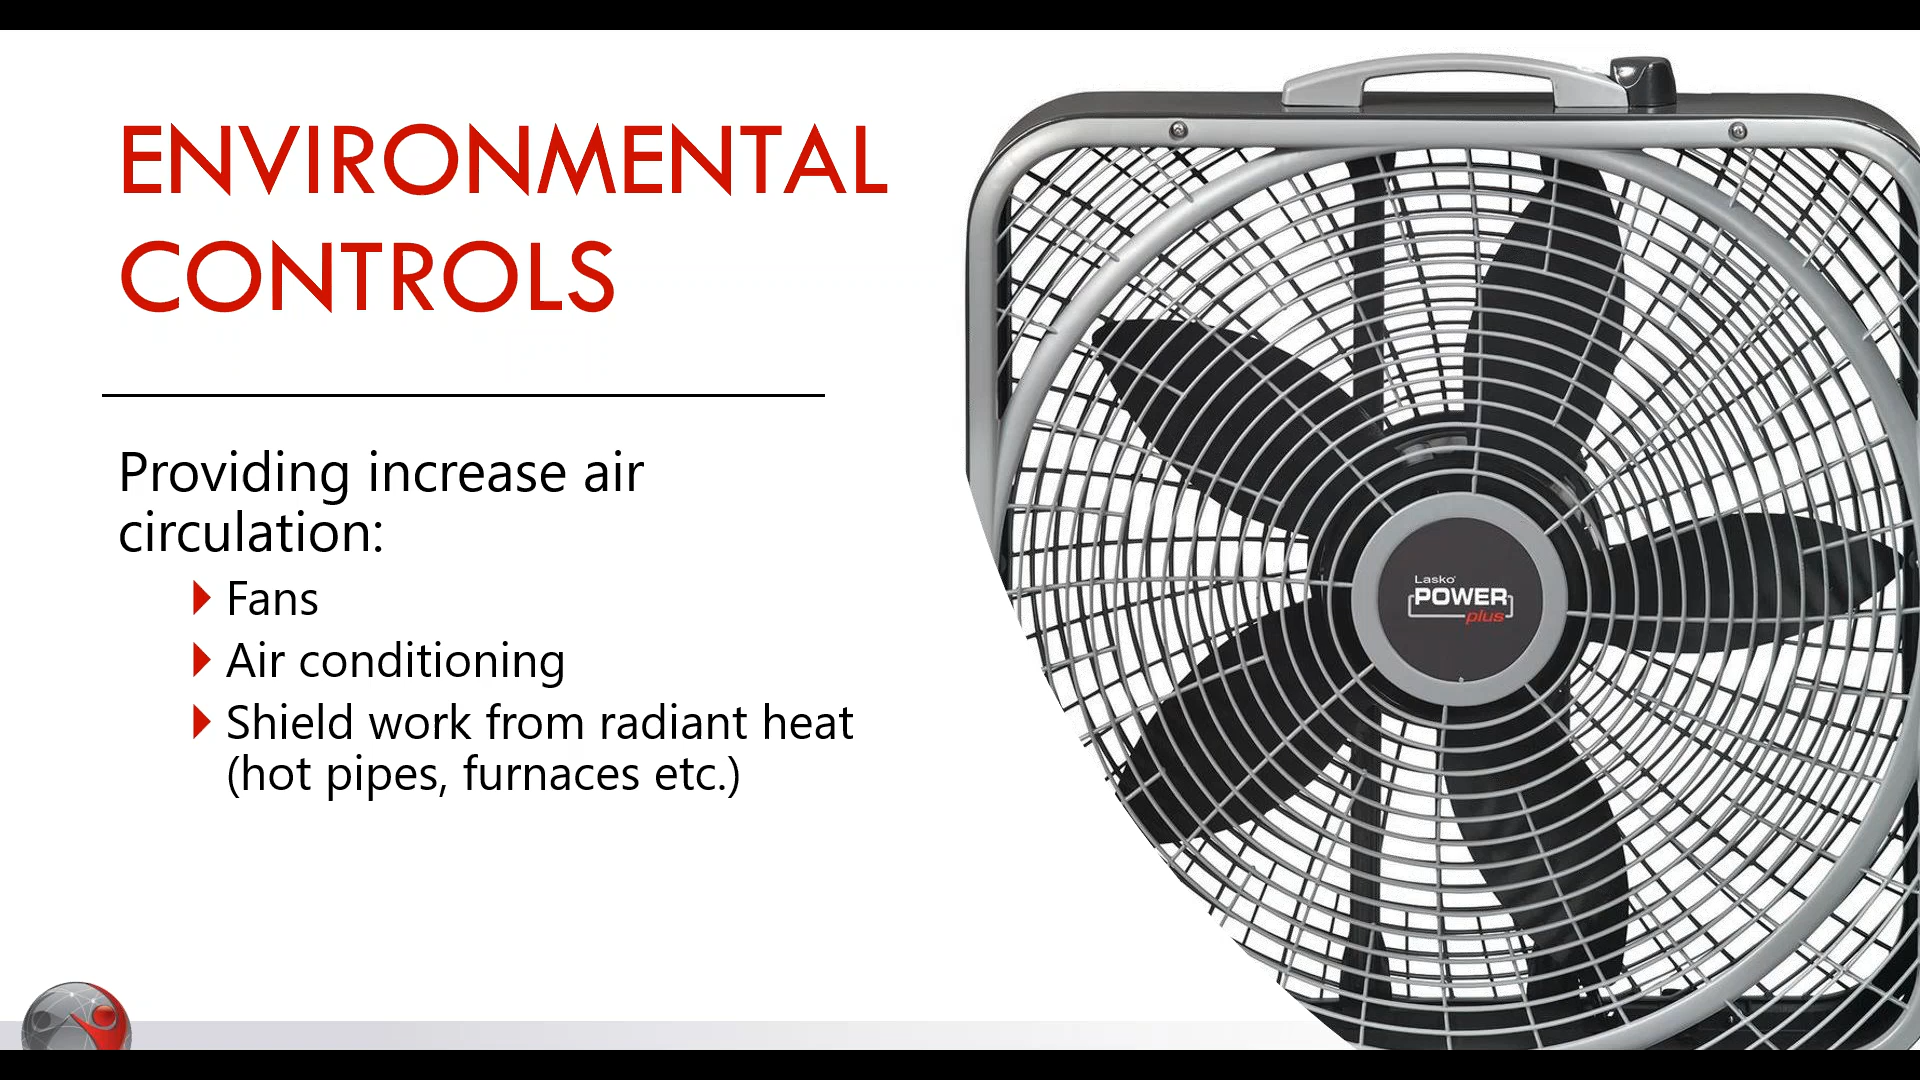 ENVIRONMENTAL
CONTROLS
Providing increase air
circulation:
Fans
Air conditioning
Shield work from radiant heat
(hot pipes, furnaces etc.)
Lasko
POWER
plus